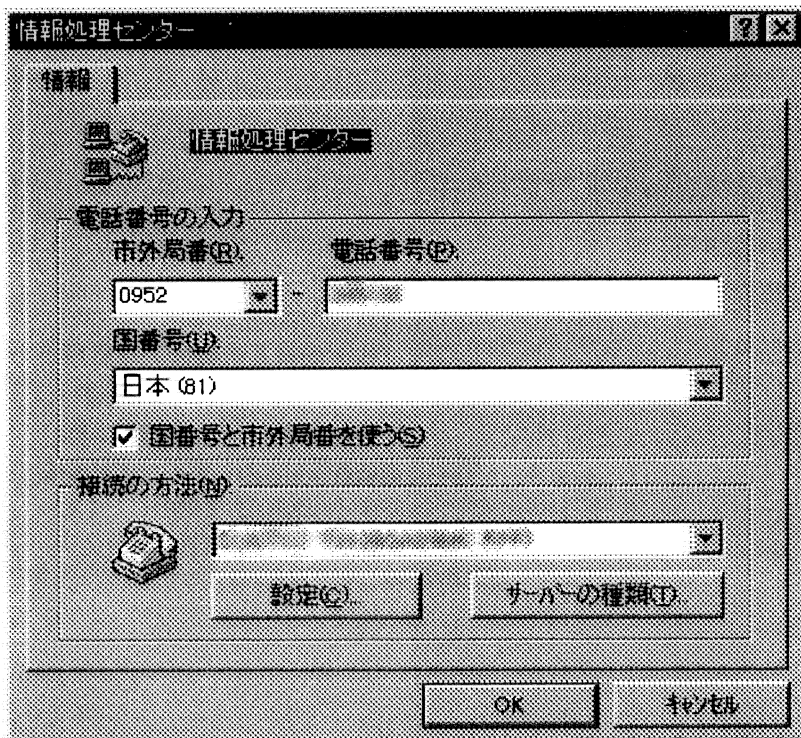 情報処理センター
情報
情報処理センター
電話番号の入力
市外局番(R): 電話番号(P):
0952 -
国番号(U):
日本 (81)
国番号と市外局番を使う(S)
接続の方法(N):
設定(C)... サーバーの種類(T)...
OK キャンセル